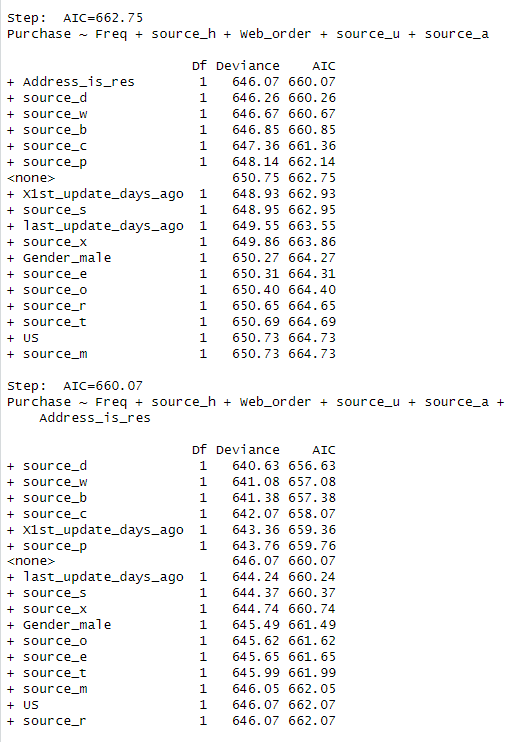 Step:  AIC=662.75
Purchase ~ Freq + source_h + Web_order + source_u + source_a

                       Df Deviance    AIC
+ Address_is_res        1   646.07 660.07
+ source_d              1   646.26 660.26
+ source_w              1   646.67 660.67
+ source_b              1   646.85 660.85
+ source_c              1   647.36 661.36
+ source_p              1   648.14 662.14
<none>                      650.75 662.75
+ X1st_update_days_ago  1   648.93 662.93
+ source_s              1   648.95 662.95
+ last_update_days_ago  1   649.55 663.55
+ source_x              1   649.86 663.86
+ Gender_male           1   650.27 664.27
+ source_e              1   650.31 664.31
+ source_o              1   650.40 664.40
+ source_r              1   650.65 664.65
+ source_t              1   650.69 664.69
+ US                    1   650.73 664.73
+ source_m              1   650.73 664.73

Step:  AIC=660.07
Purchase ~ Freq + source_h + Web_order + source_u + source_a +
    Address_is_res

                       Df Deviance    AIC
+ source_d              1   640.63 656.63
+ source_w              1   641.08 657.08
+ source_b              1   641.38 657.38
+ source_c              1   642.07 658.07
+ X1st_update_days_ago  1   643.36 659.36
+ source_p              1   643.76 659.76
<none>                      646.07 660.07
+ last_update_days_ago  1   644.24 660.24
+ source_s              1   644.37 660.37
+ source_x              1   644.74 660.74
+ Gender_male           1   645.49 661.49
+ source_o              1   645.62 661.62
+ source_e              1   645.65 661.65
+ source_t              1   645.99 661.99
+ source_m              1   646.05 662.05
+ US                    1   646.07 662.07
+ source_r              1   646.07 662.07